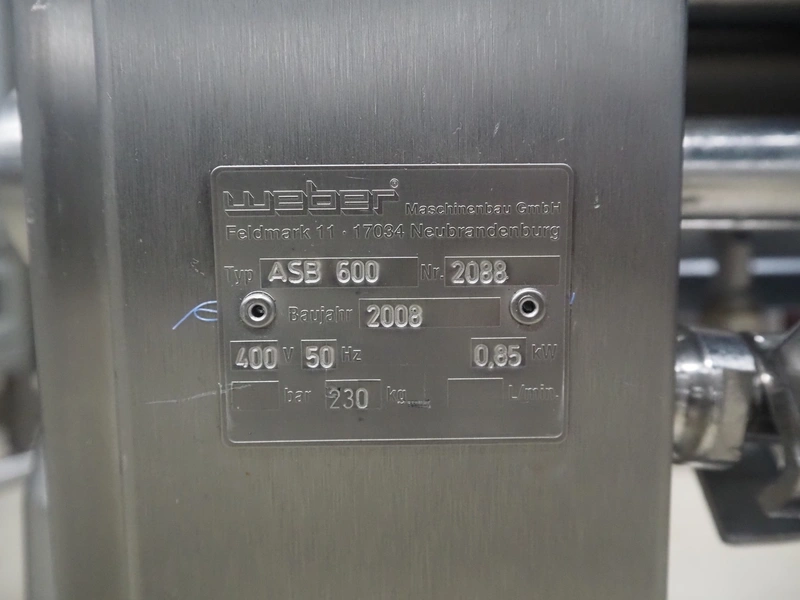 weber® Maschinenbau GmbH
Feldmark 11 · 17034 Neubrandenburg
Typ ASB 600 Nr. 2088
Baujahr 2008
400 V 50 Hz 0,85 kW
bar 230 kg L/min.